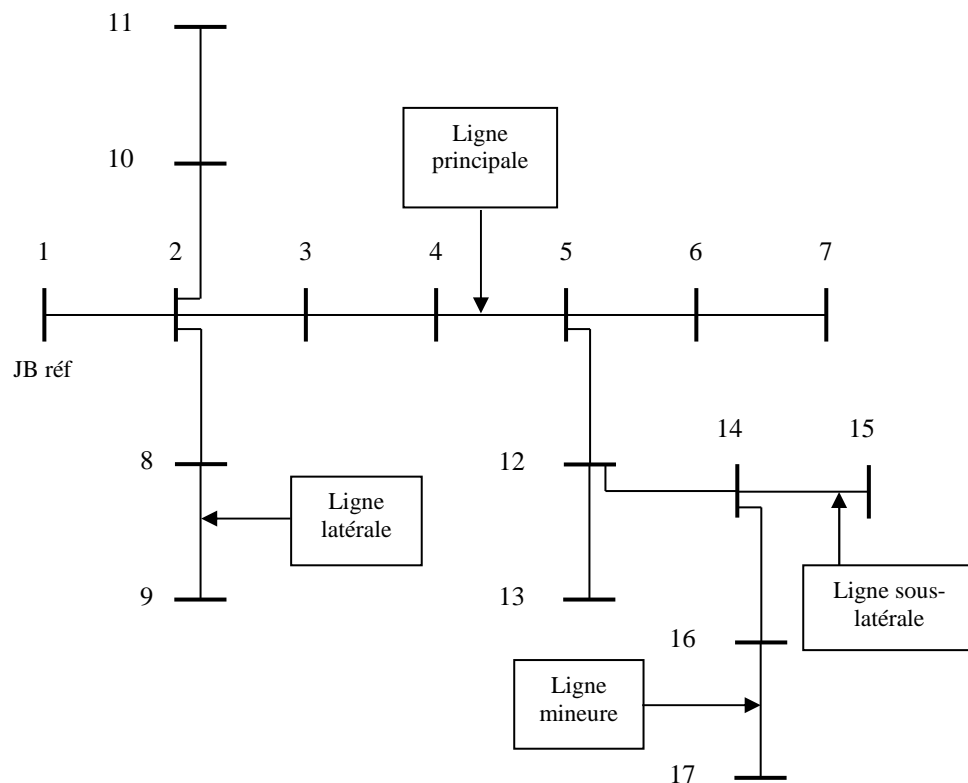 11
10
Ligne
principale
1
2
3
4
5
6
7
JB réf
8
12
14
15
Ligne
latérale
9
13
Ligne sous-
latérale
16
Ligne
mineure
17